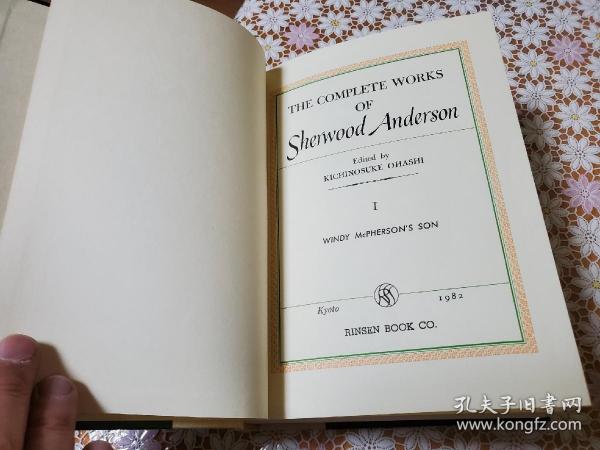 THE COMPLETE WORKS
OF
Sherwood Anderson
Edited by
KICHINOSUKE OHASHI
I
WINDY McPHERSON'S SON
Kyoto 1982
RINSEN BOOK CO.
孔夫子旧书网
www.kongfz.com